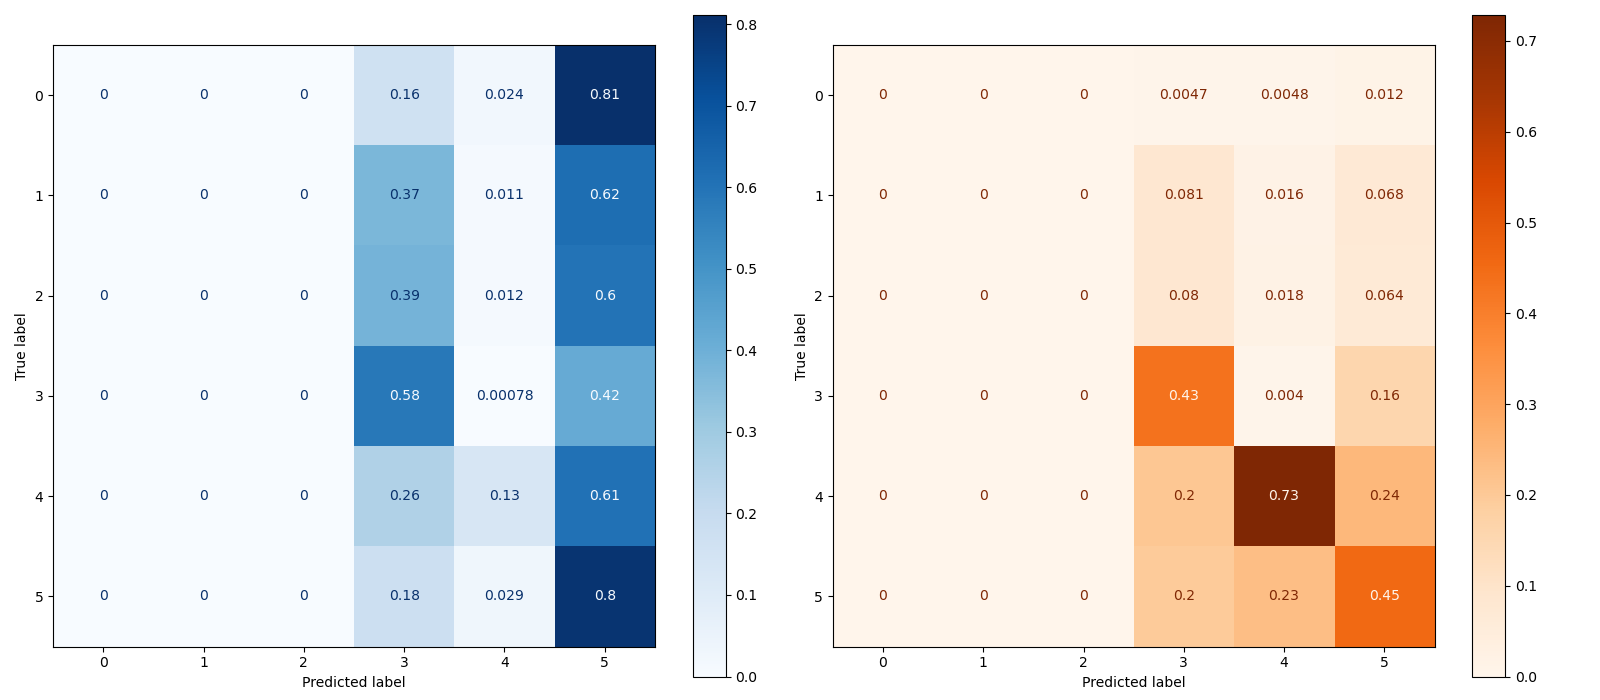 0 0 0 0 0.16 0.024 0.81
1 0 0 0 0.37 0.011 0.62
2 0 0 0 0.39 0.012 0.6
3 0 0 0 0.58 0.00078 0.42
4 0 0 0 0.26 0.13 0.61
5 0 0 0 0.18 0.029 0.8
0 1 2 3 4 5
True label
Predicted label
0.8
0.7
0.6
0.5
0.4
0.3
0.2
0.1
0.0
0 0 0 0 0.0047 0.0048 0.012
1 0 0 0 0.081 0.016 0.068
2 0 0 0 0.08 0.018 0.064
3 0 0 0 0.43 0.004 0.16
4 0 0 0 0.2 0.73 0.24
5 0 0 0 0.2 0.23 0.45
0 1 2 3 4 5
True label
Predicted label
0.7
0.6
0.5
0.4
0.3
0.2
0.1
0.0